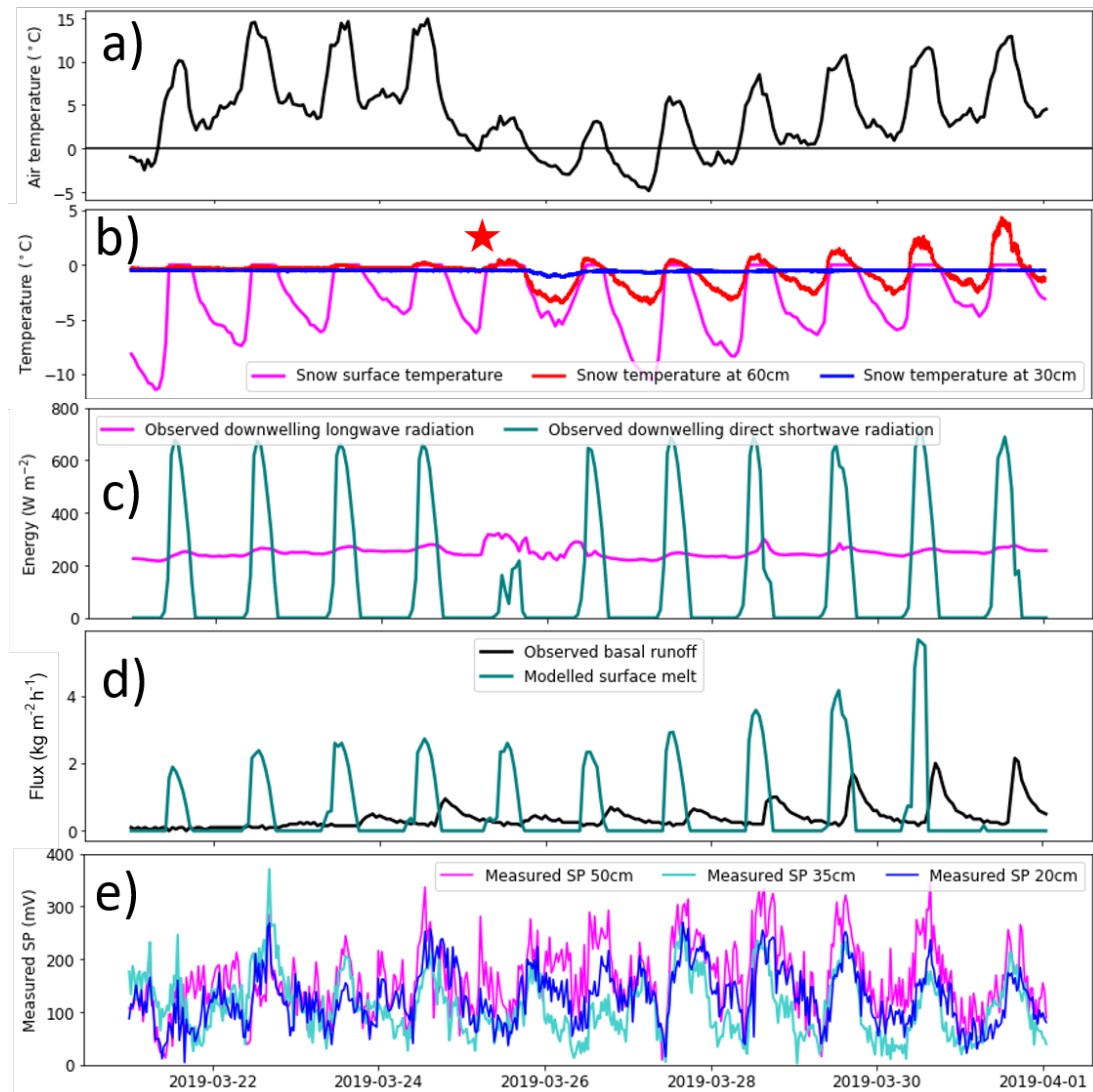 a)
Air temperature (°C)
15
10
5
0
−5
b)
Temperature (°C)
5
0
−5
−10
Snow surface temperature Snow temperature at 60cm Snow temperature at 30cm
c)
Energy (W m⁻²)
800
600
400
200
0
Observed downwelling longwave radiation Observed downwelling direct shortwave radiation
d)
Flux (kg m⁻² h⁻¹)
4
2
0
Observed basal runoff
Modelled surface melt
e)
Measured SP (mV)
400
300
200
100
0
Measured SP 50cm Measured SP 35cm Measured SP 20cm
2019-03-22 2019-03-24 2019-03-26 2019-03-28 2019-03-30 2019-04-01